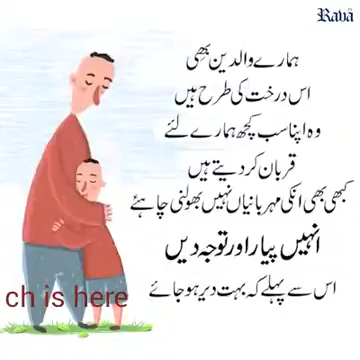 Ravā
ہمارے والدین بھی
اس درخت کی طرح ہیں
وہ اپنا سب کچھ ہمارے لئے
قربان کر دیتے ہیں
کبھی بھی انکی مہربانیاں نہیں بھولنی چاہئے
انہیں پیار اور توجہ دیں
اس سے پہلے کہ بہت دیر ہو جائے
ch is here